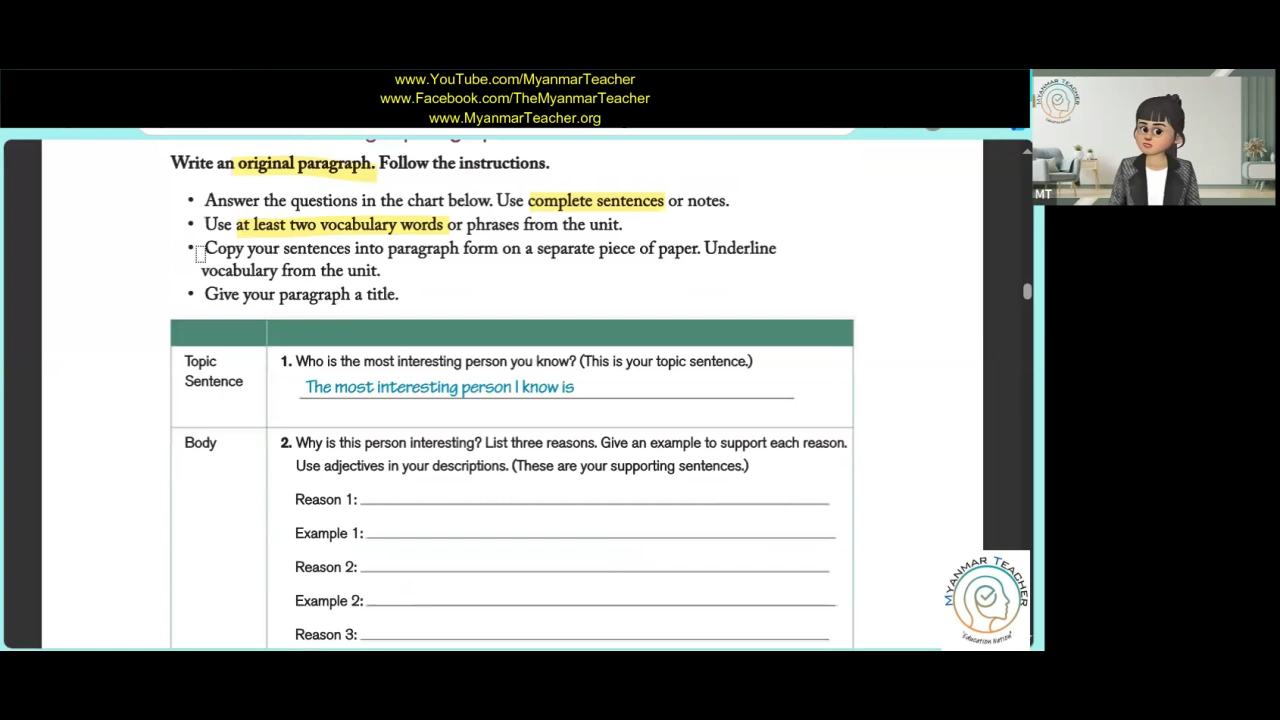 www.YouTube.com/MyanmarTeacher
www.Facebook.com/TheMyanmarTeacher
www.MyanmarTeacher.org
MYANMAR TEACHER
MT
Write an original paragraph. Follow the instructions.
• Answer the questions in the chart below. Use complete sentences or notes.
• Use at least two vocabulary words or phrases from the unit.
• Copy your sentences into paragraph form on a separate piece of paper. Underline
vocabulary from the unit.
• Give your paragraph a title.
Topic
Sentence
1. Who is the most interesting person you know? (This is your topic sentence.)
The most interesting person I know is
Body
2. Why is this person interesting? List three reasons. Give an example to support each reason.
Use adjectives in your descriptions. (These are your supporting sentences.)
Reason 1:
Example 1:
Reason 2:
Example 2:
Reason 3:
MYANMAR TEACHER
"Education Nation"